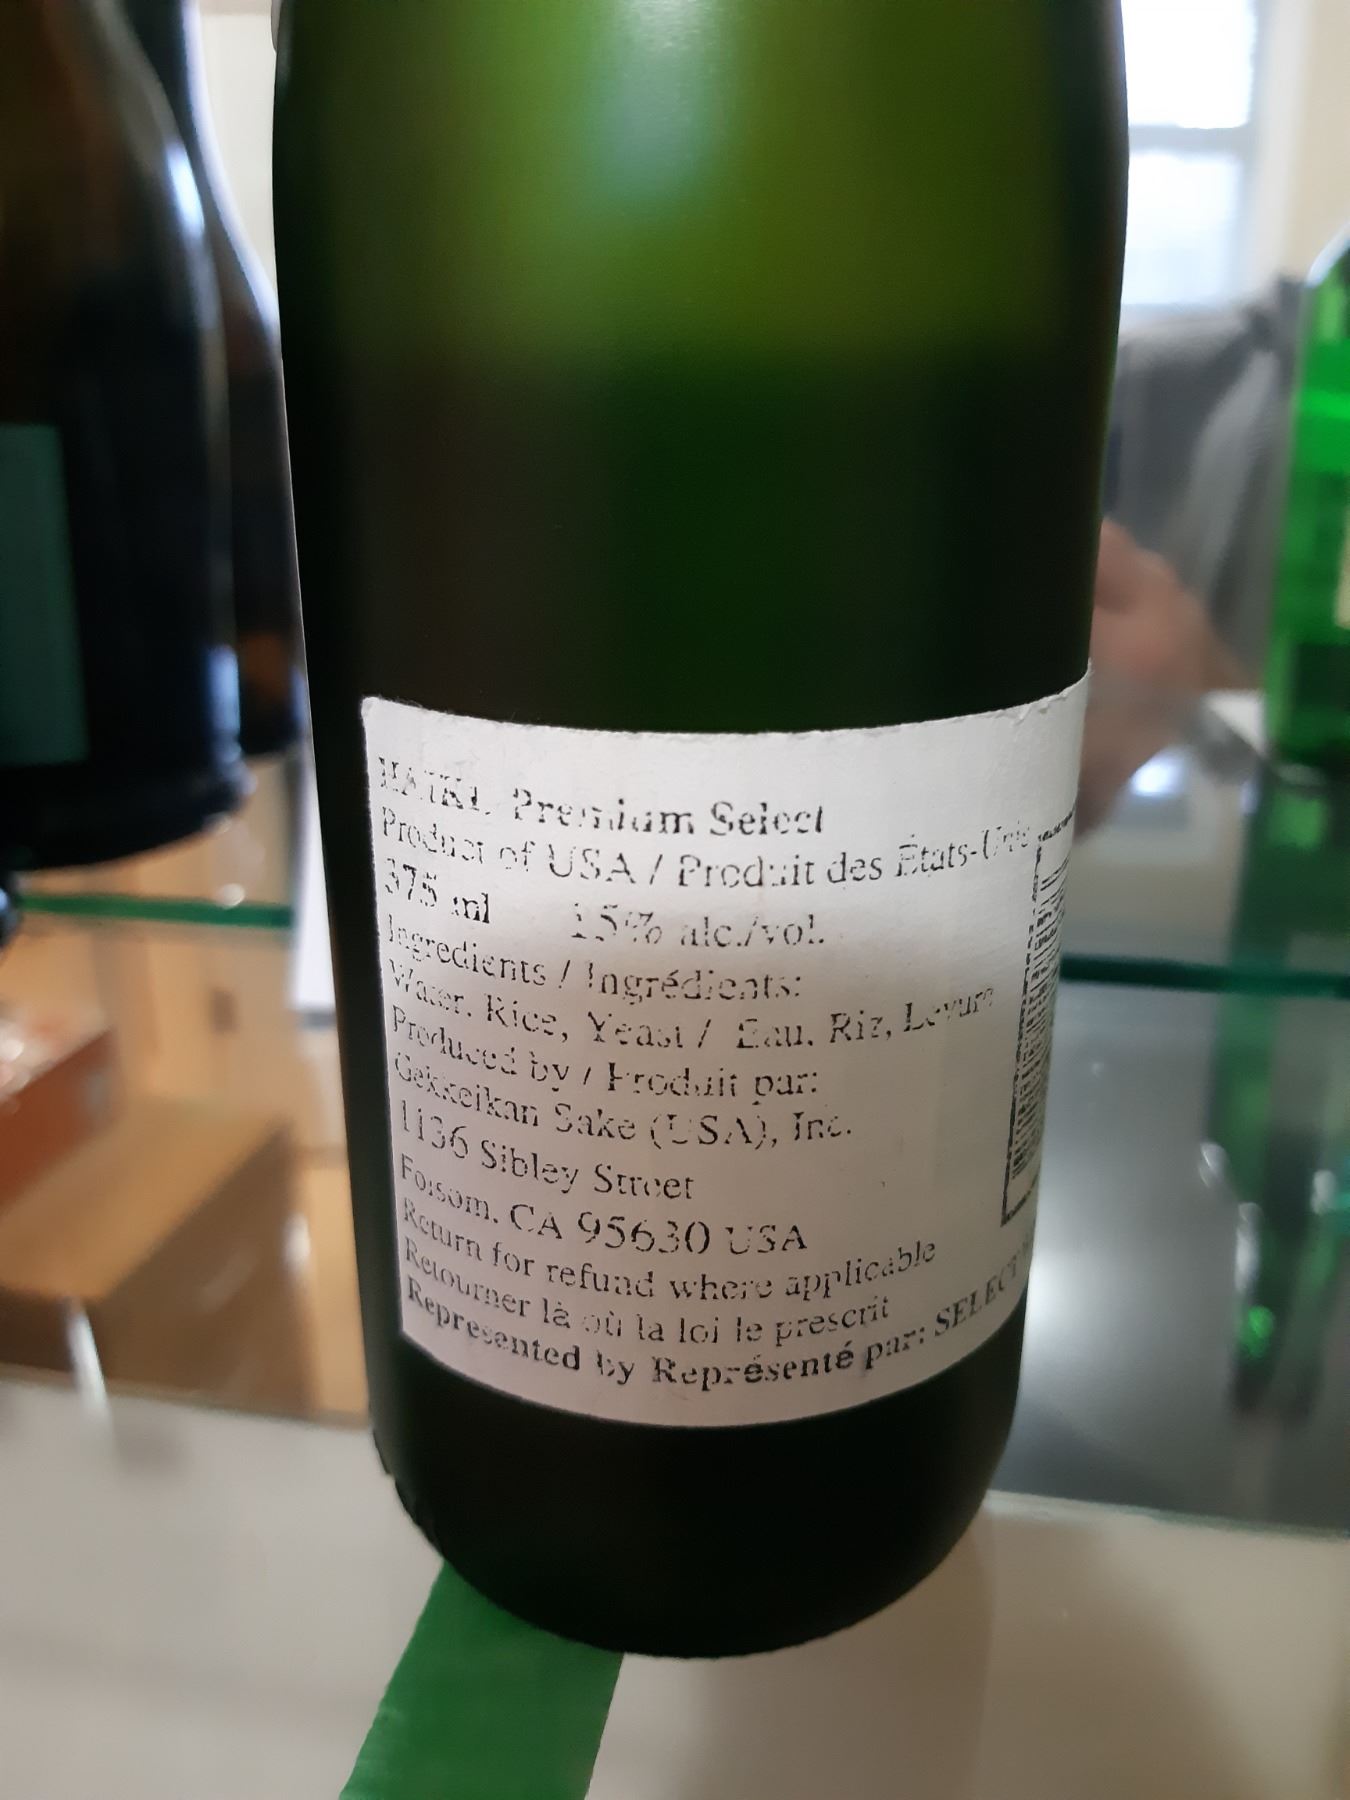 HAIKU Premium Select
Product of USA / Produit des États-Unis
375 ml 15% alc./vol.
Ingredients / Ingrédients:
Water, Rice, Yeast / Eau, Riz, Levure
Produced by / Produit par:
Gekkeikan Sake (USA), Inc.
1136 Sibley Street
Folsom, CA 95630 USA
Return for refund where applicable
Retourner là où la loi le prescrit
Represented by Représenté par: SELECT